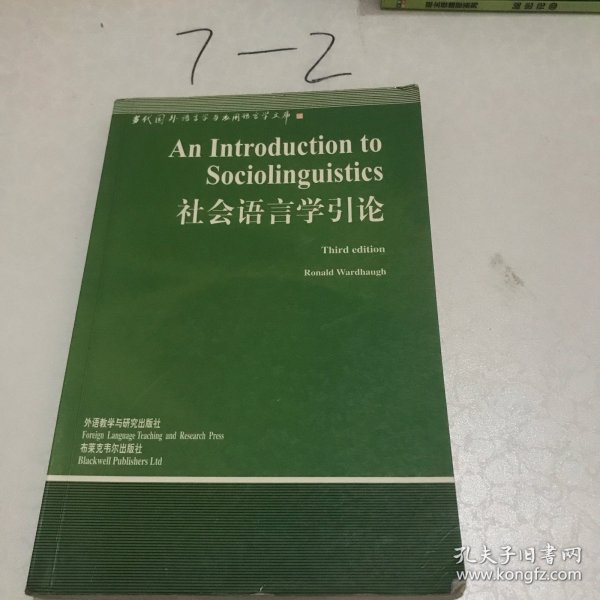 7-2
当代国外语言学与应用语言学文库
An Introduction to
Sociolinguistics
社会语言学引论
Third edition
Ronald Wardhaugh
外语教学与研究出版社
Foreign Language Teaching and Research Press
布莱克韦尔出版社
Blackwell Publishers Ltd
孔夫子旧书网
www.kongfz.com